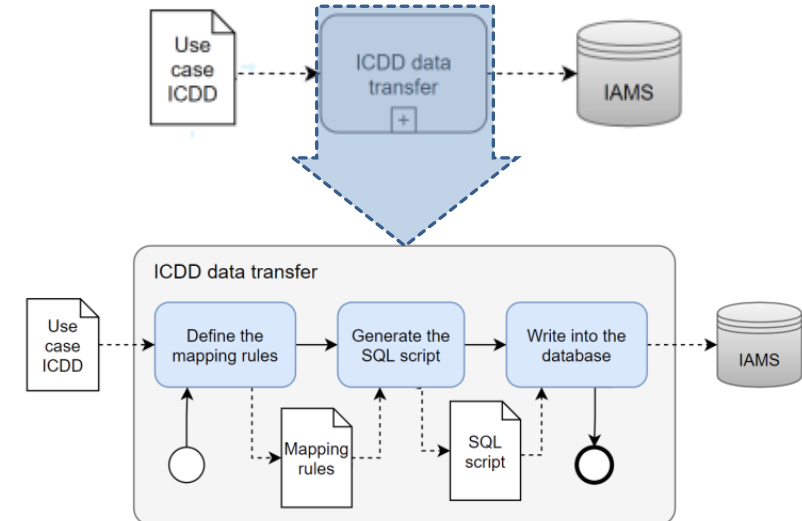 Use
case
ICDD
ICDD data
transfer
+
IAMS
ICDD data transfer
Use
case
ICDD
Define the
mapping rules
Generate the
SQL script
Write into the
database
IAMS
Mapping
rules
SQL
script